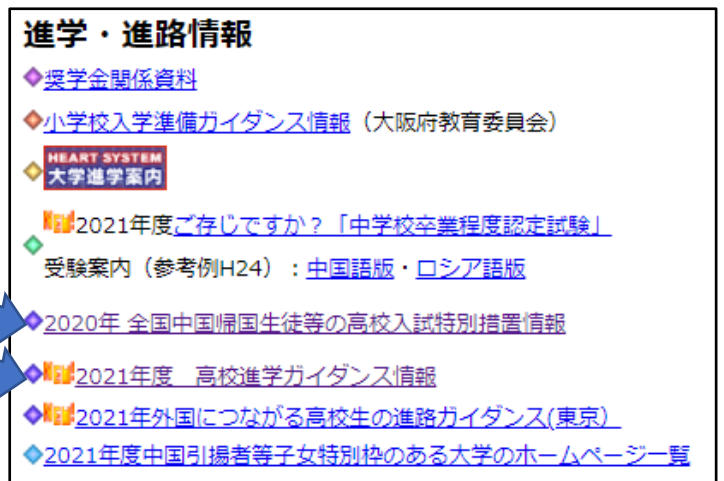 進学・進路情報
奨学金関係資料
小学校入学準備ガイダンス情報（大阪府教育委員会）
HEART SYSTEM
大学進学案内
2021年度ご存じですか？「中学校卒業程度認定試験」
受験案内（参考例H24）：中国語版・ロシア語版
2020年 全国中国帰国生徒等の高校入試特別措置情報
2021年度　高校進学ガイダンス情報
2021年外国につながる高校生の進路ガイダンス(東京）
2021年度中国引揚者等子女特別枠のある大学のホームページ一覧